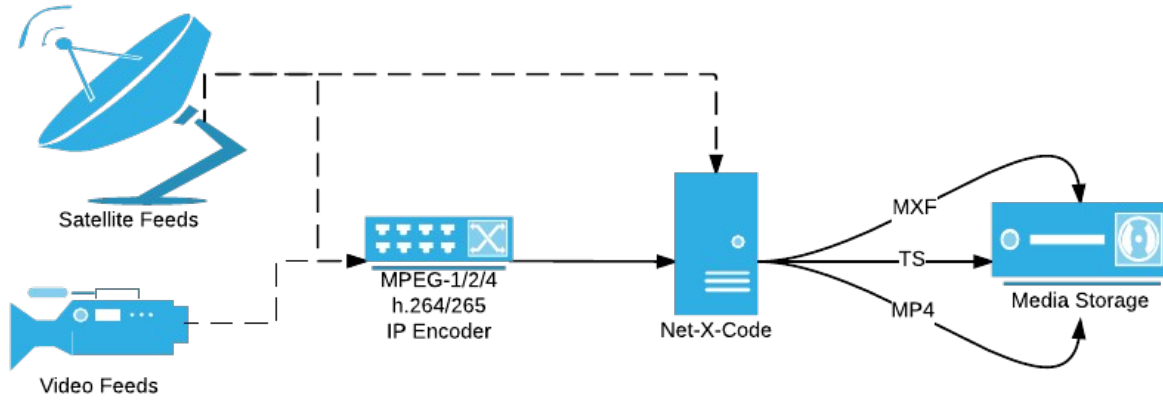 Satellite Feeds
Video Feeds
MPEG-1/2/4
h.264/265
IP Encoder
Net-X-Code
MXF
TS
MP4
Media Storage